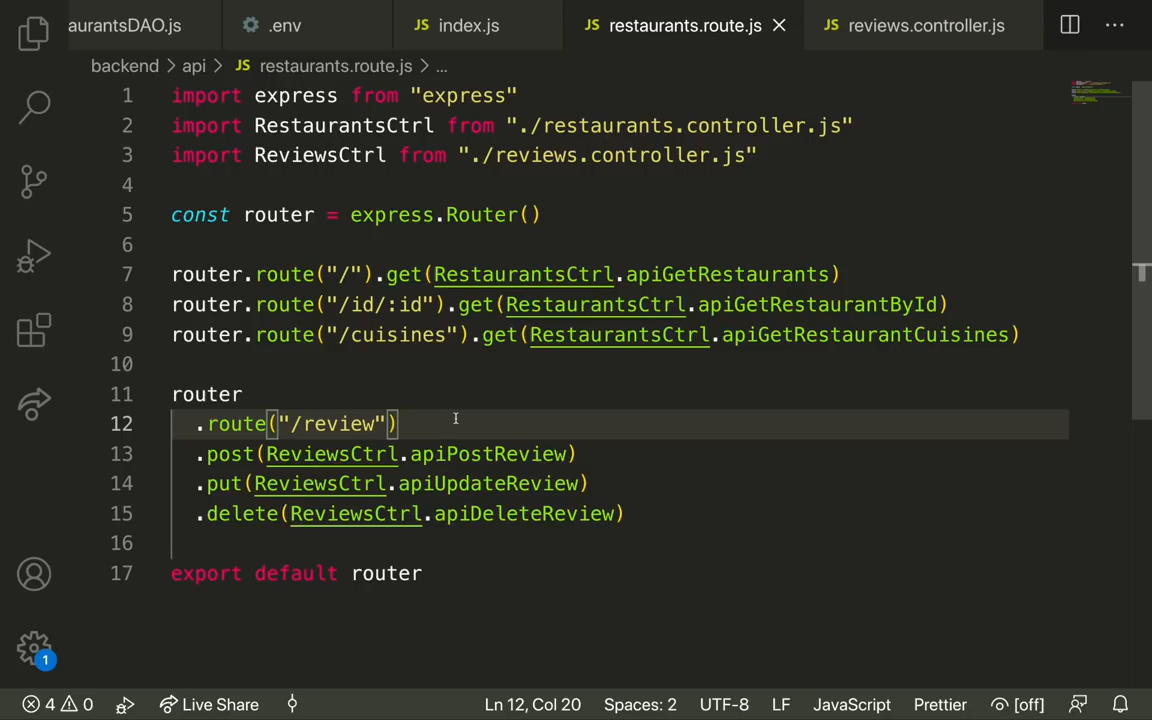 aurantsDAO.js .env JS index.js JS restaurants.route.js JS reviews.controller.js
backend > api > JS restaurants.route.js > ...
1 import express from "express"
2 import RestaurantsCtrl from "./restaurants.controller.js"
3 import ReviewsCtrl from "./reviews.controller.js"
4
5 const router = express.Router()
6
7 router.route("/").get(RestaurantsCtrl.apiGetRestaurants)
8 router.route("/id/:id").get(RestaurantsCtrl.apiGetRestaurantById)
9 router.route("/cuisines").get(RestaurantsCtrl.apiGetRestaurantCuisines)
10
11 router
12 .route("/review")
13 .post(ReviewsCtrl.apiPostReview)
14 .put(ReviewsCtrl.apiUpdateReview)
15 .delete(ReviewsCtrl.apiDeleteReview)
16
17 export default router
1
4 0 Live Share Ln 12, Col 20 Spaces: 2 UTF-8 LF JavaScript Prettier [off]